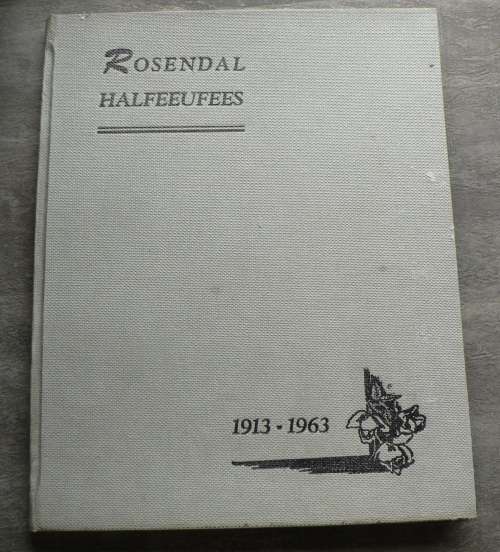 ROSENDAL
HALFEEUFEES
1913 • 1963